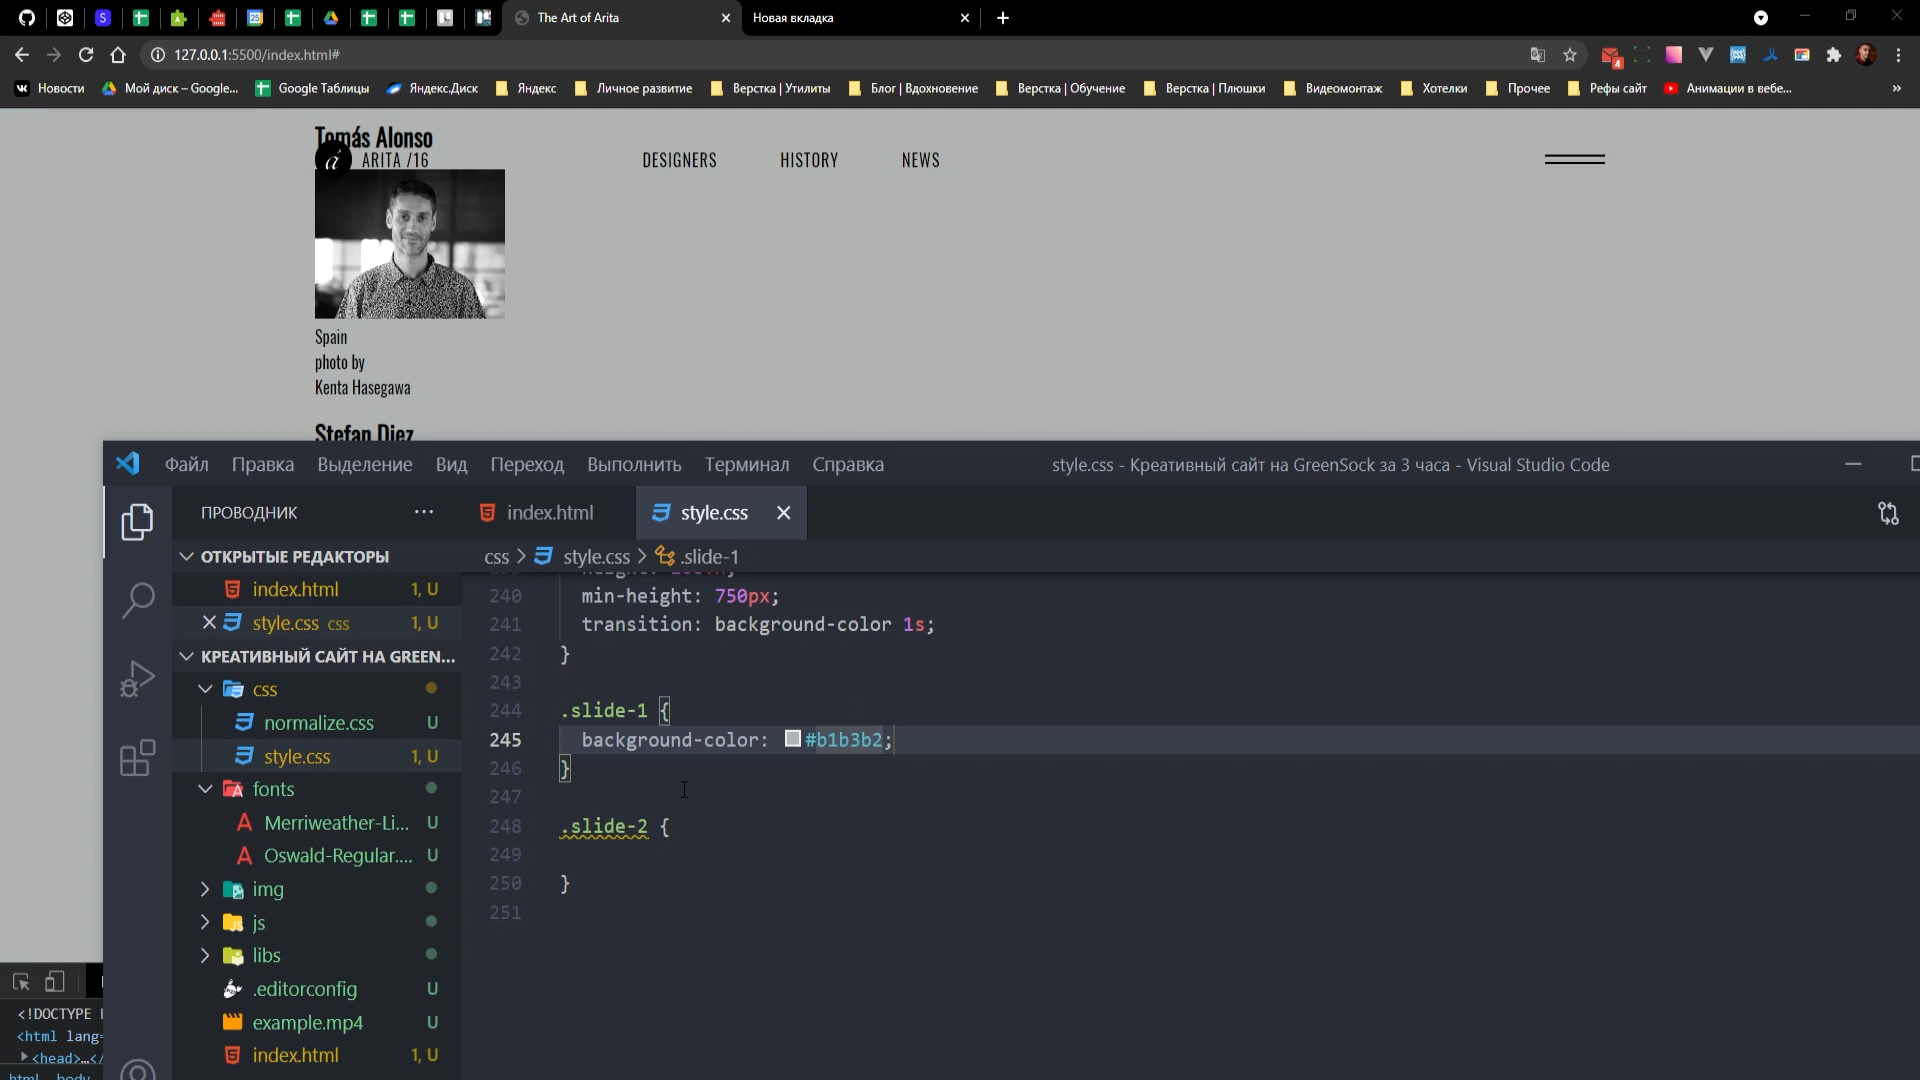 The Art of Arita
Новая вкладка
127.0.0.1:5500/index.html#
4
Новости
Мой диск – Google...
Google Таблицы
Яндекс.Диск
Яндекс
Личное развитие
Верстка | Утилиты
Блог | Вдохновение
Верстка | Обучение
Верстка | Плюшки
Видеомонтаж
Хотелки
Прочее
Рефы сайт
Анимации в вебе...
»
Tomás Alonso
á ARITA /16
DESIGNERS
HISTORY
NEWS
Spain
photo by
Kenta Hasegawa
Stefan Diez
Файл
Правка
Выделение
Вид
Переход
Выполнить
Терминал
Справка
style.css - Креативный сайт на GreenSock за 3 часа - Visual Studio Code
ПРОВОДНИК
index.html
style.css
css > style.css > .slide-1
ОТКРЫТЫЕ РЕДАКТОРЫ
index.html 1, U
style.css css 1, U
КРЕАТИВНЫЙ САЙТ НА GREEN...
css
normalize.css U
style.css 1, U
fonts
Merriweather-Li... U
Oswald-Regular.... U
img
js
libs
.editorconfig U
example.mp4 U
index.html 1, U
240 min-height: 750px;
241 transition: background-color 1s;
242 }
243
244 .slide-1 {
245 background-color: #b1b3b2;
246 }
247
248 .slide-2 {
249
250 }
251
<!DOCTYPE
<html lang=
<head>…</
html body